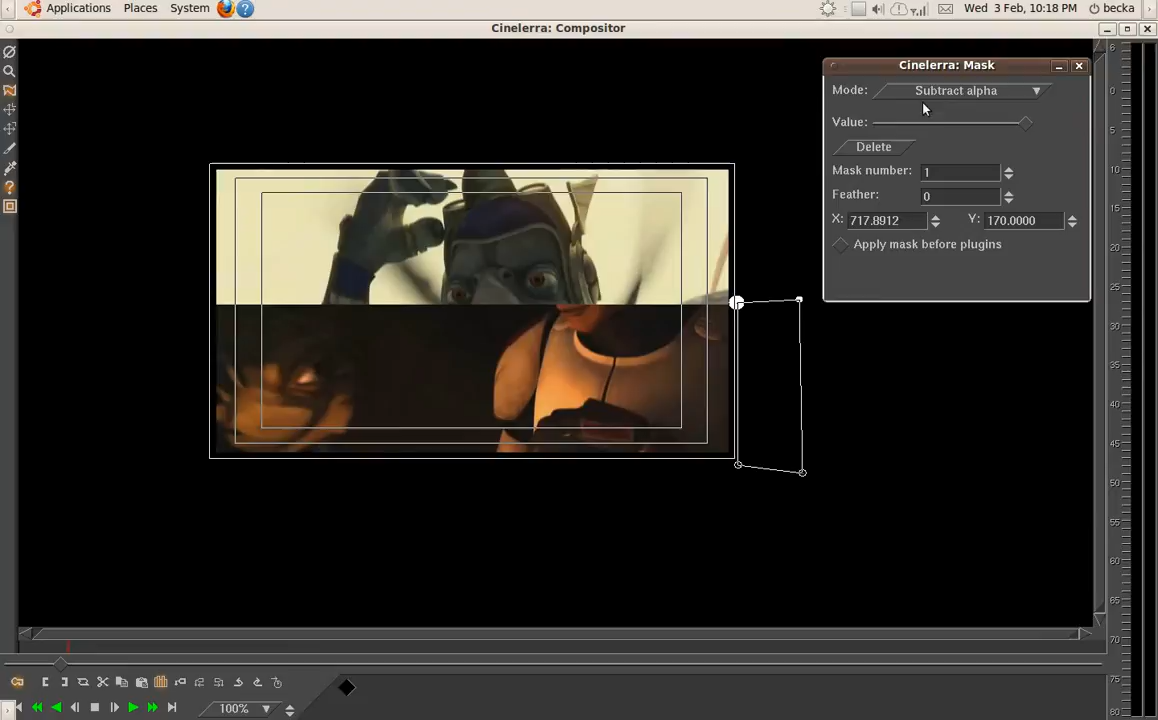 Applications Places System Wed 3 Feb, 10:18 PM becka
Cinelerra: Compositor
Cinelerra: Mask
Mode: Subtract alpha
Value:
Delete
Mask number: 1
Feather: 0
X: 717.8912 Y: 170.0000
Apply mask before plugins
6
0
5
10
15
20
25
30
35
40
45
50
55
60
65
70
75
80
100%